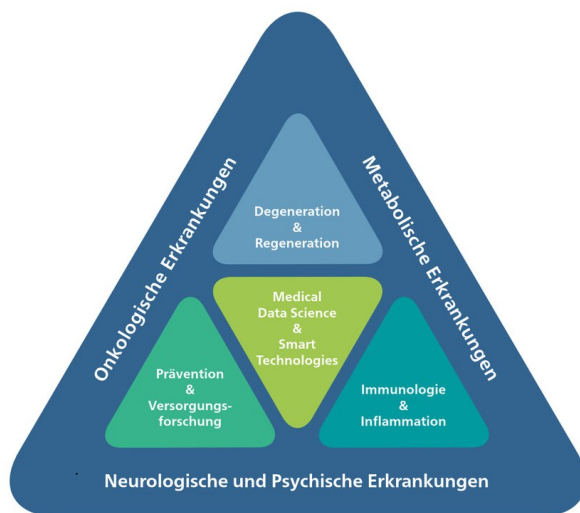 Onkologische Erkrankungen
Metabolische Erkrankungen
Degeneration
&
Regeneration
Medical
Data Science
&
Smart
Technologies
Prävention
&
Versorgungs-
forschung
Immunologie
&
Inflammation
Neurologische und Psychische Erkrankungen